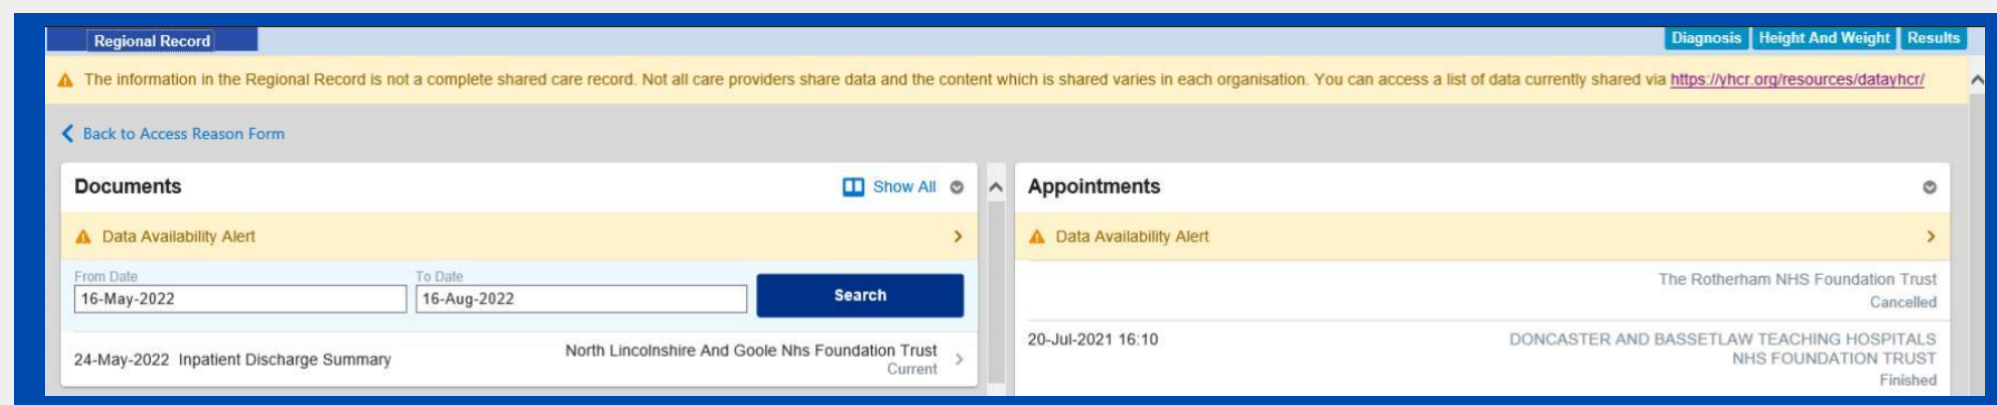 Regional Record
Diagnosis
Height And Weight
Results
The information in the Regional Record is not a complete shared care record. Not all care providers share data and the content which is shared varies in each organisation. You can access a list of data currently shared via https://yhcr.org/resources/datayhcr/
Back to Access Reason Form
Documents
Show All
Data Availability Alert
From Date
To Date
16-May-2022
16-Aug-2022
Search
24-May-2022 Inpatient Discharge Summary
North Lincolnshire And Goole Nhs Foundation Trust
Current
Appointments
Data Availability Alert
The Rotherham NHS Foundation Trust
Cancelled
20-Jul-2021 16:10
DONCASTER AND BASSETLAW TEACHING HOSPITALS
NHS FOUNDATION TRUST
Finished